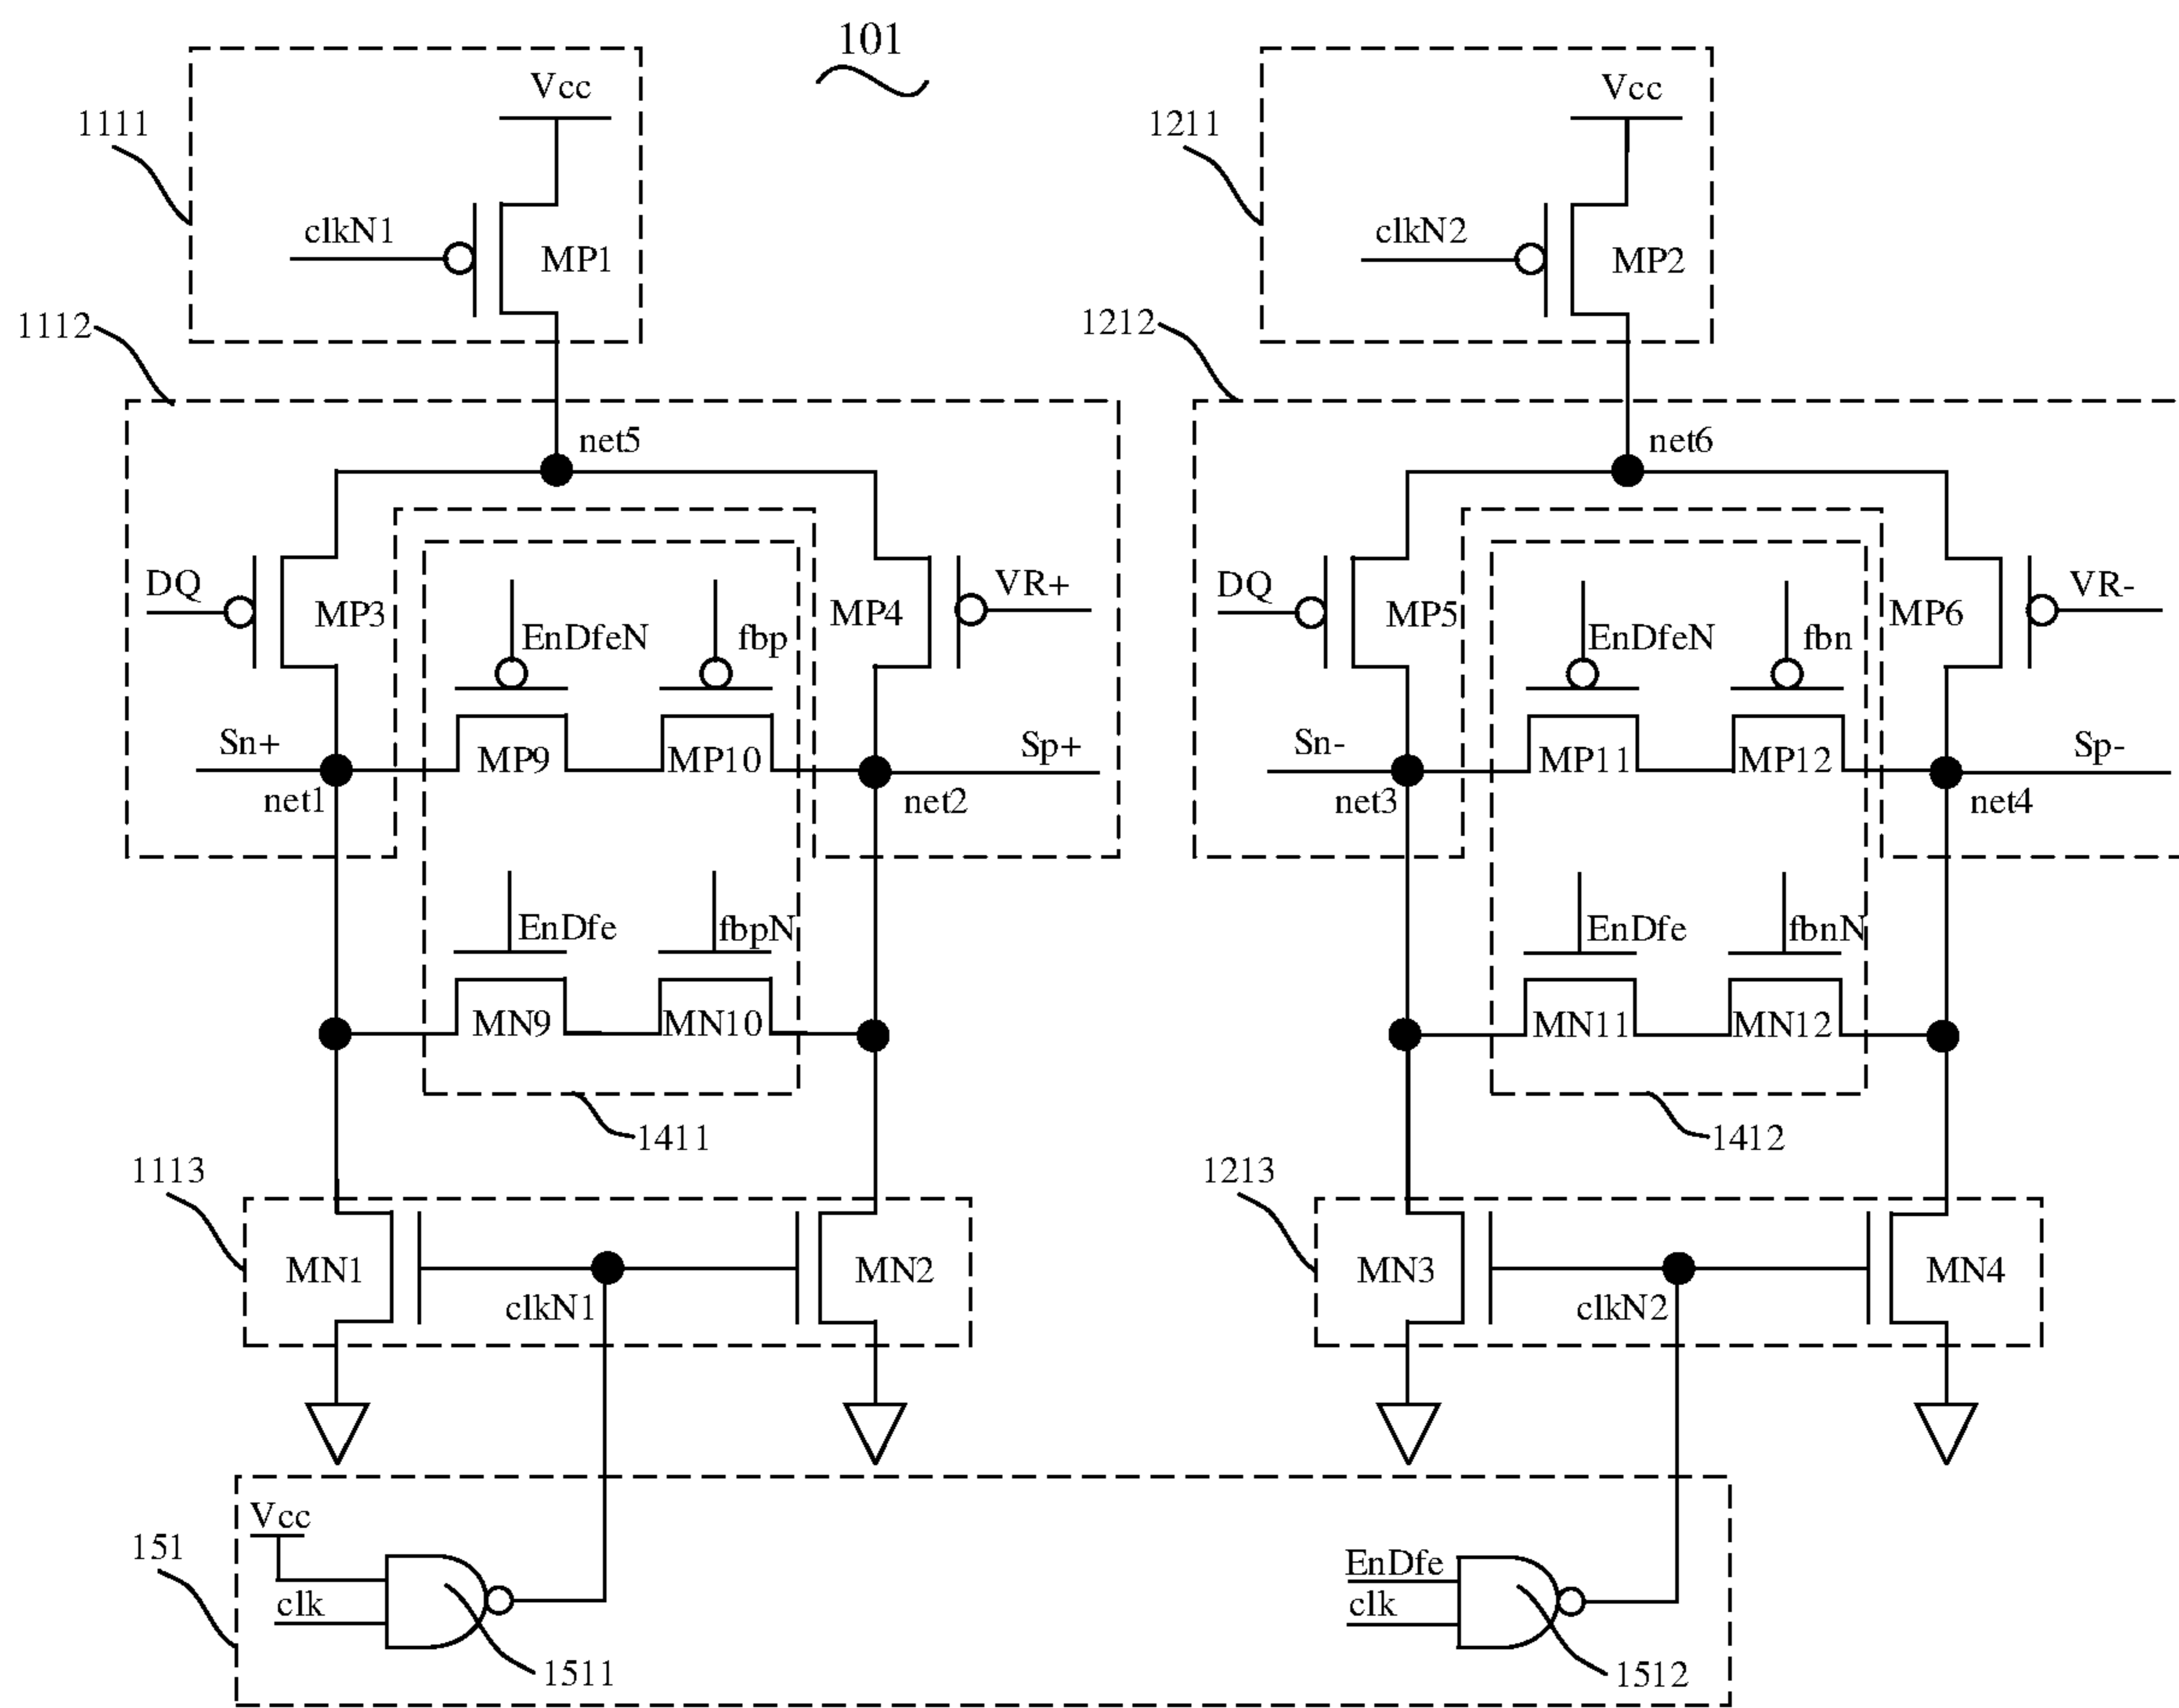 101
Vcc
Vcc
1111
1211
clkN1
MP1
clkN2
MP2
1112
1212
net5
net6
DQ
MP3
MP4
VR+
DQ
MP5
MP6
VR-
EnDfeN
fbp
EnDfeN
fbn
Sn+
MP9
MP10
Sp+
Sn-
MP11
MP12
Sp-
net1
net2
net3
net4
EnDfe
fbpN
EnDfe
fbnN
MN9
MN10
MN11
MN12
1411
1412
1113
1213
MN1
MN2
MN3
MN4
clkN1
clkN2
Vcc
151
clk
1511
EnDfe
clk
1512